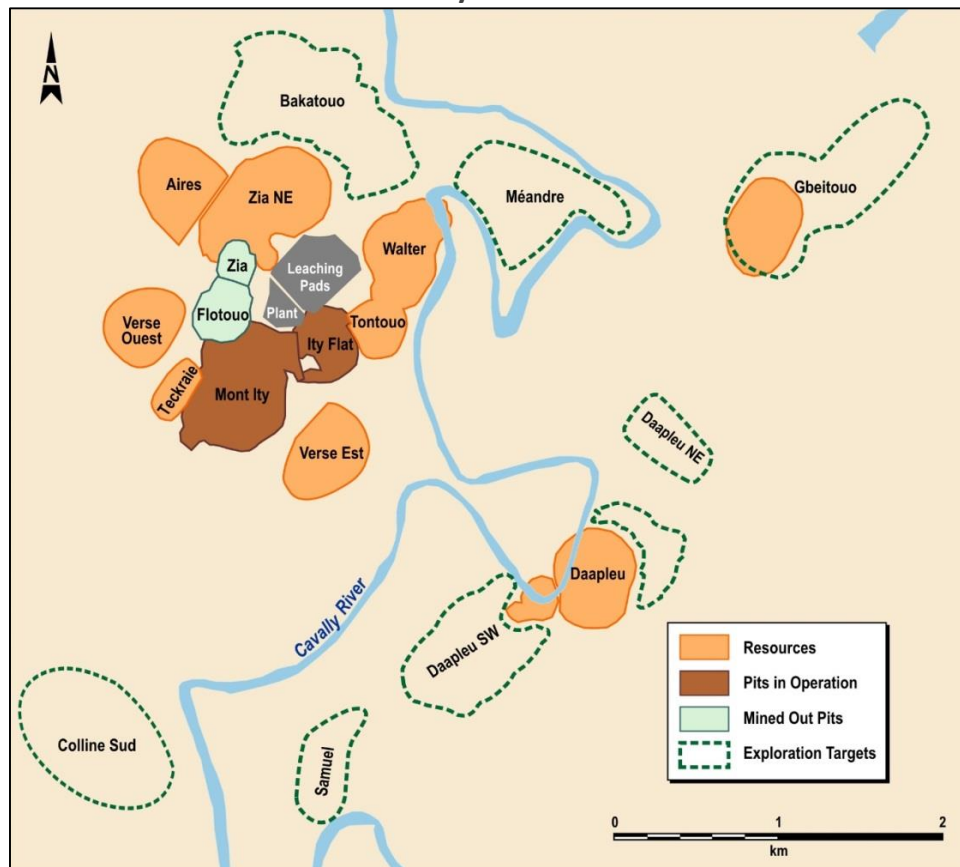 N
Bakatouo
Aires
Zia NE
Méandre
Gbeitouo
Walter
Zia
Leaching
Pads
Flotouo
Plant
Verse
Ouest
Ity Flat
Tontouo
Teckraie
Mont Ity
Verse Est
Daapleu NE
Daapleu
Cavally River
Daapleu SW
Colline Sud
Samuel
Resources
Pits in Operation
Mined Out Pits
Exploration Targets
0 1 2
km